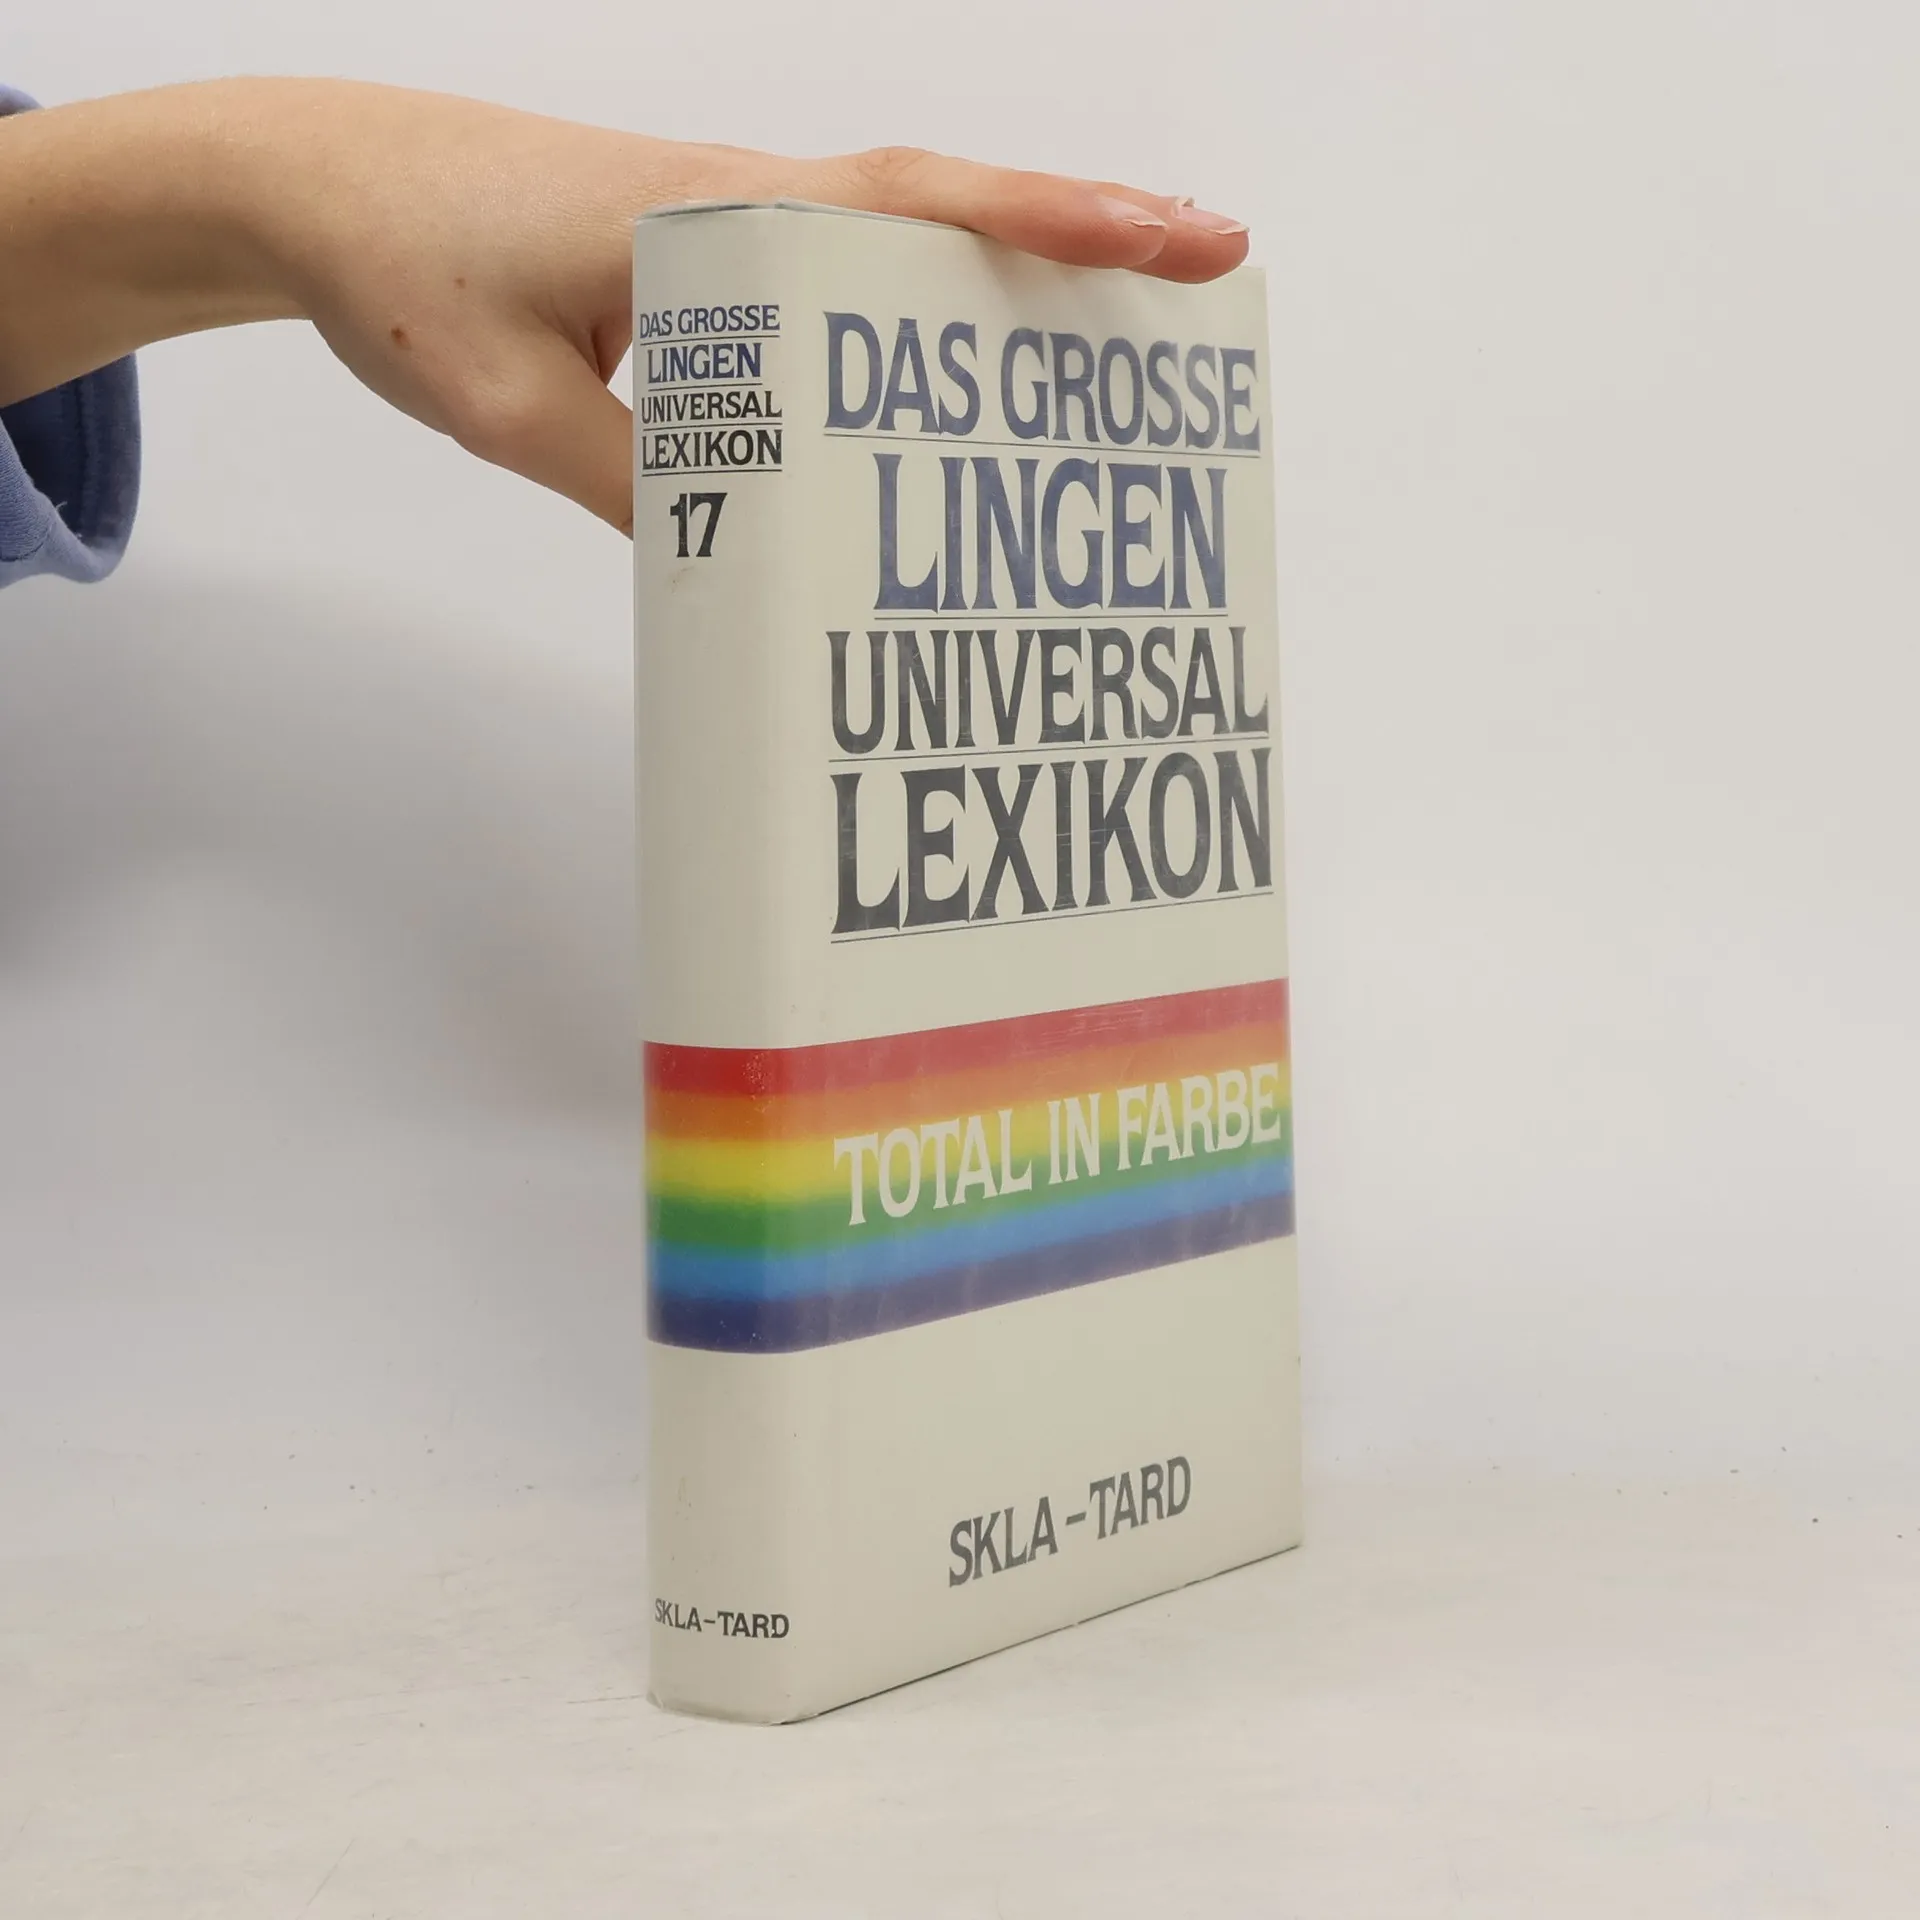 DAS GROSSE
LINGEN
UNIVERSAL
LEXIKON
17
SKLA-TARD
DAS GROSSE
LINGEN
UNIVERSAL
LEXIKON
TOTAL IN FARBE
SKLA-TARD